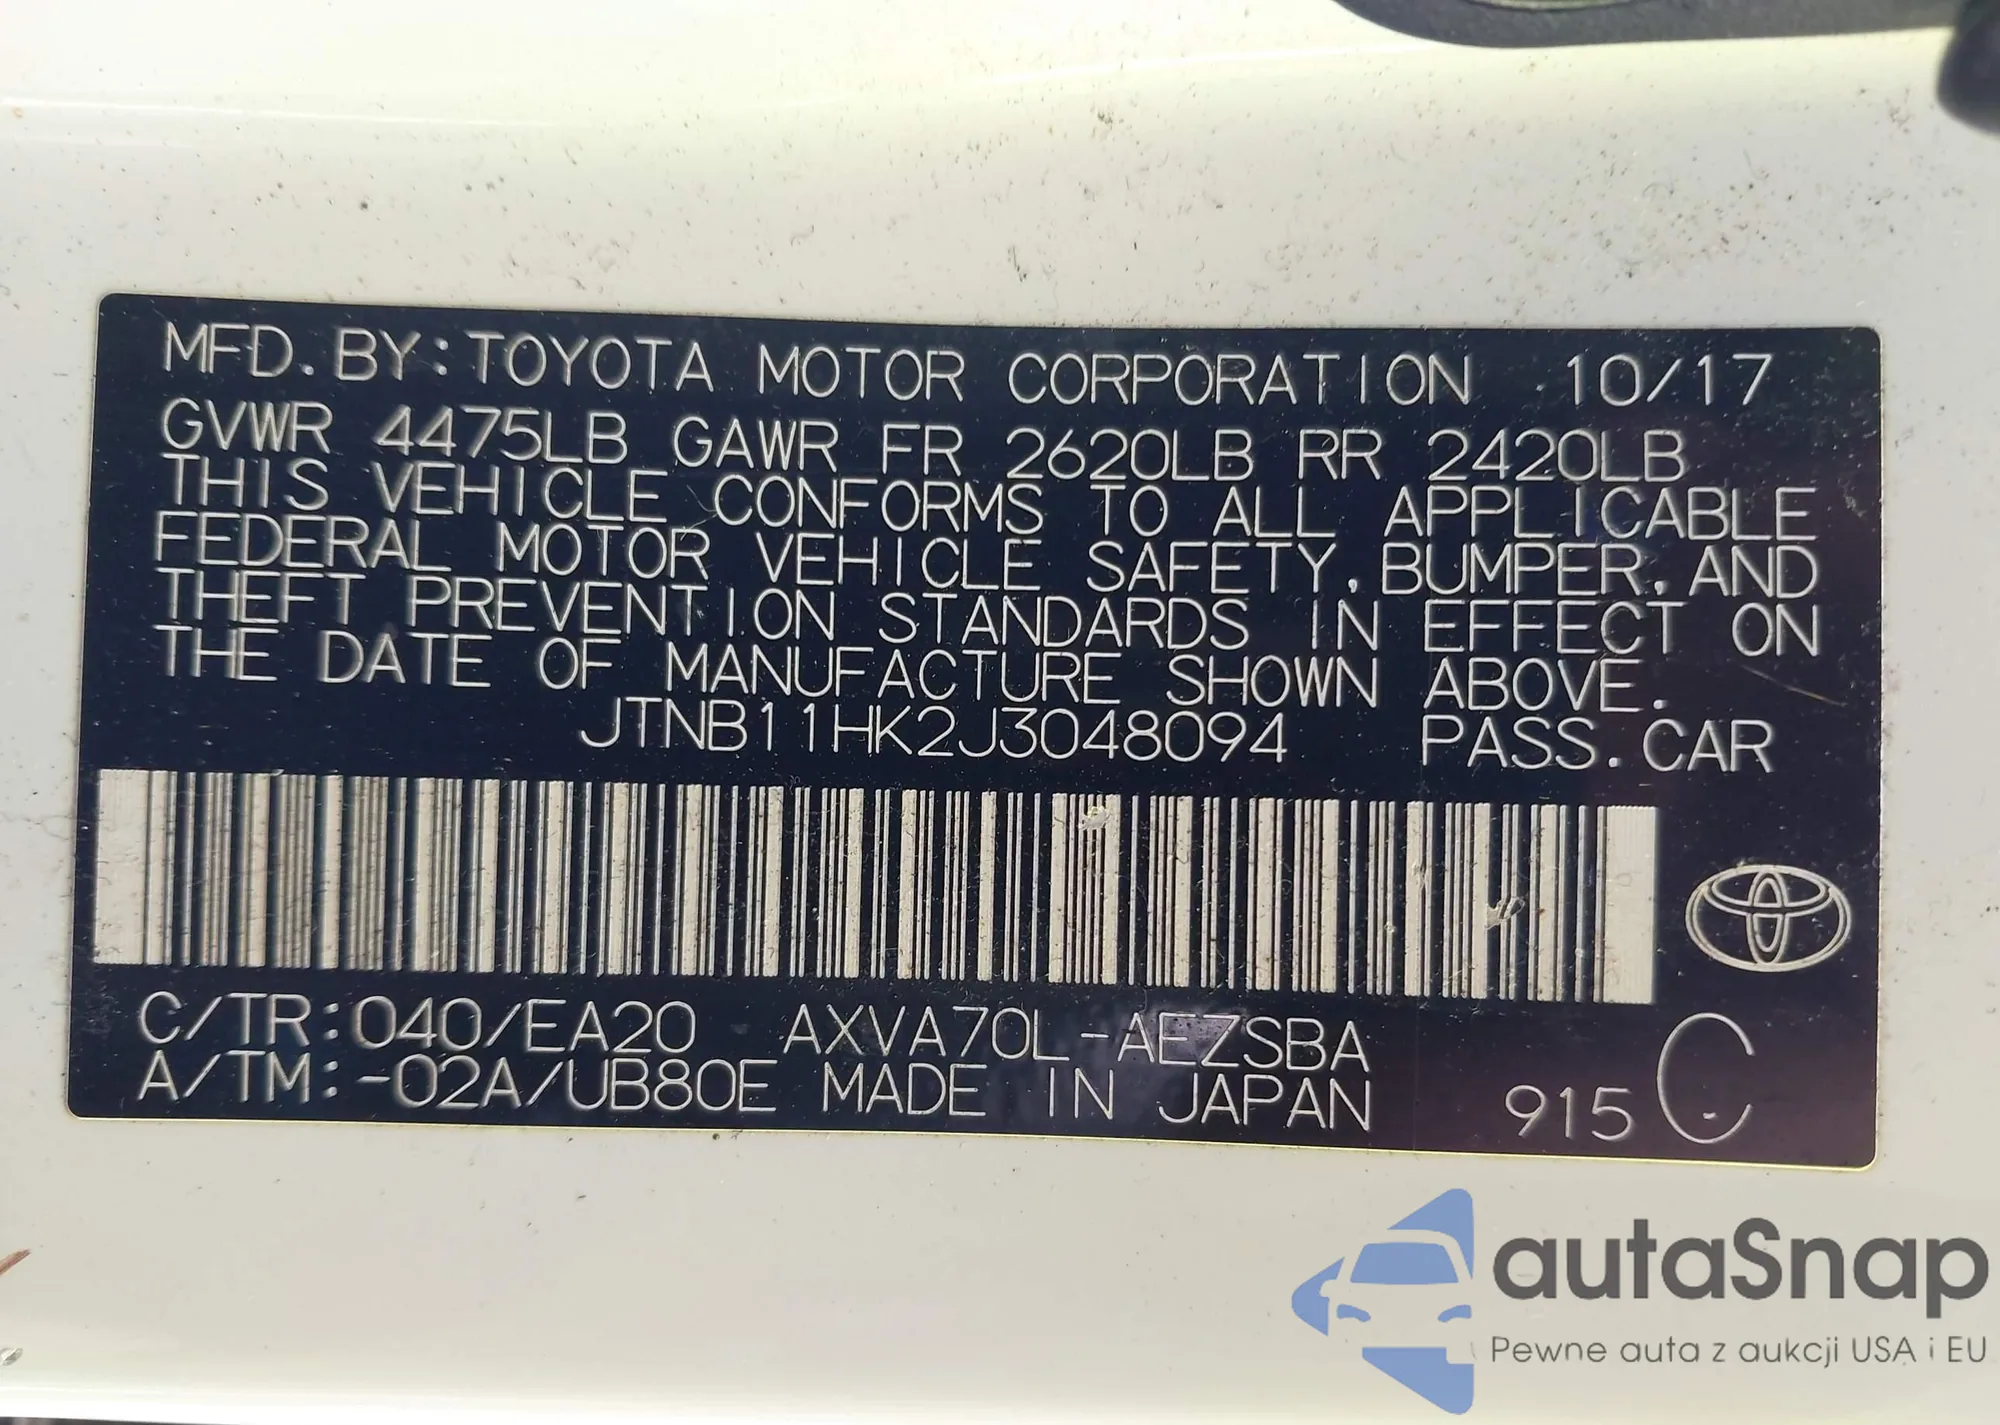 MFD. BY: TOYOTA MOTOR CORPORATION 10/17
GVWR 4475LB GAWR FR 2620LB RR 2420LB
THIS VEHICLE CONFORMS TO ALL APPLICABLE
FEDERAL MOTOR VEHICLE SAFETY, BUMPER, AND
THEFT PREVENTION STANDARDS IN EFFECT ON
THE DATE OF MANUFACTURE SHOWN ABOVE.
JTNB11HK2J3048094 PASS. CAR
C/TR: 040/EA20 AXVA70L-AEZSBA
A/TM: -02A/UB80E MADE IN JAPAN 915 C
autaSnap
Pewne auta z aukcji USA i EU